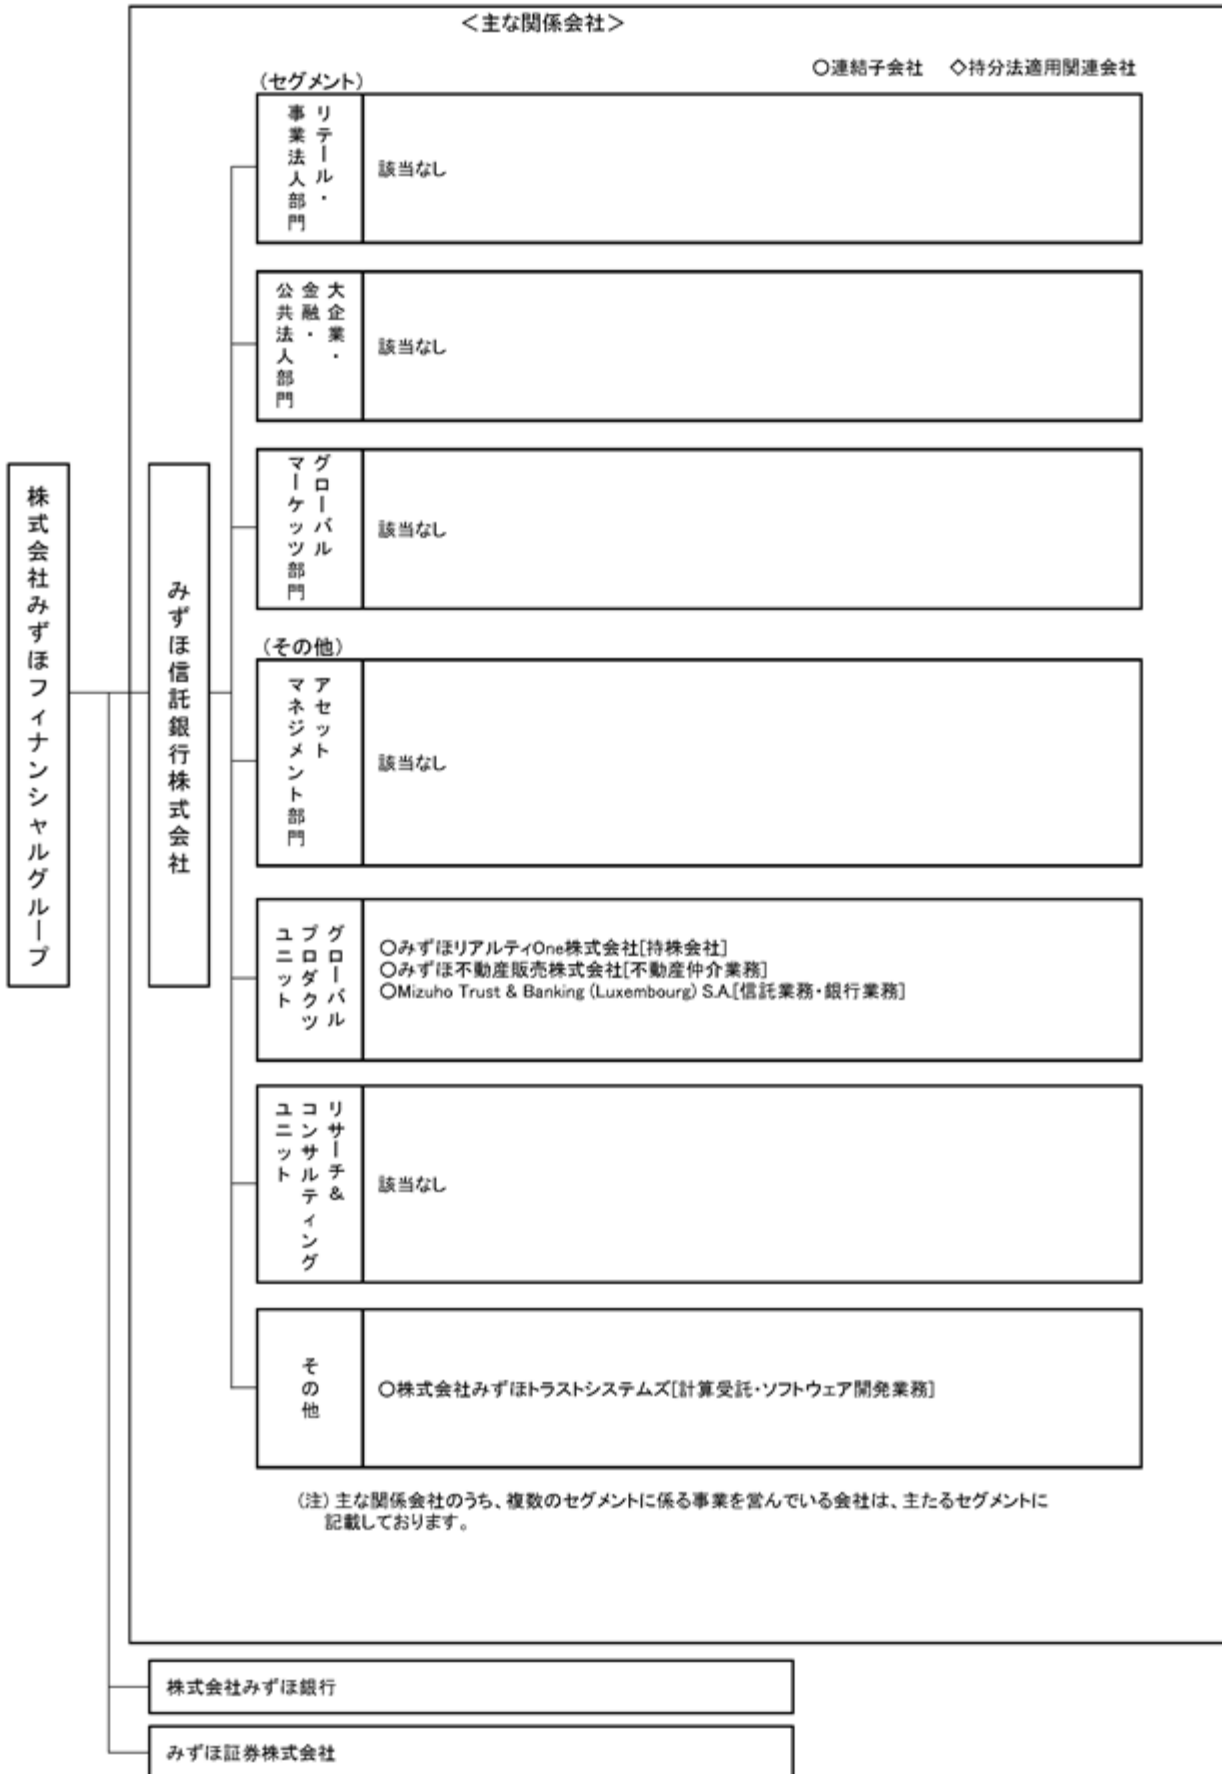 ＜主な関係会社＞
○連結子会社　◇持分法適用関連会社
（セグメント）
リテール・
事業法人部門
該当なし
大企業・
金融・
公共法人部門
該当なし
グローバル
マーケッツ部門
該当なし
株式会社みずほフィナンシャルグループ
みずほ信託銀行株式会社
（その他）
アセット
マネジメント部門
該当なし
グローバル
プロダクツ
ユニット
○みずほリアルティOne株式会社[持株会社]
○みずほ不動産販売株式会社[不動産仲介業務]
○Mizuho Trust & Banking (Luxembourg) S.A.[信託業務・銀行業務]
リサーチ＆
コンサルティング
ユニット
該当なし
その他
○株式会社みずほトラストシステムズ[計算受託・ソフトウェア開発業務]
（注）主な関係会社のうち、複数のセグメントに係る事業を営んでいる会社は、主たるセグメントに
記載しております。
株式会社みずほ銀行
みずほ証券株式会社